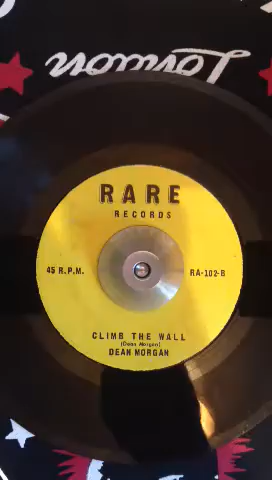 London
RARE
RECORDS
45 R.P.M.
RA-102-B
CLIMB THE WALL
(Dean Morgan)
DEAN MORGAN